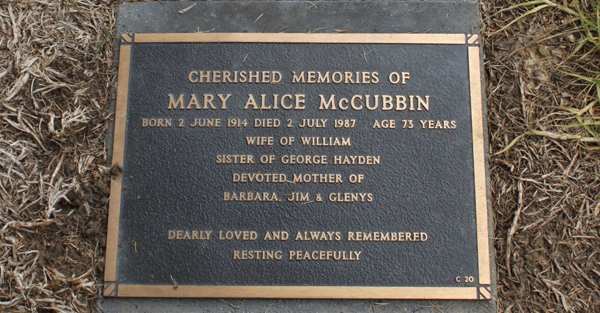 CHERISHED MEMORIES OF
MARY ALICE McCUBBIN
BORN 2 JUNE 1914 DIED 2 JULY 1987 AGE 73 YEARS
WIFE OF WILLIAM
SISTER OF GEORGE HAYDEN
DEVOTED MOTHER OF
BARBARA, JIM & GLENYS
DEARLY LOVED AND ALWAYS REMEMBERED
RESTING PEACEFULLY
C 20